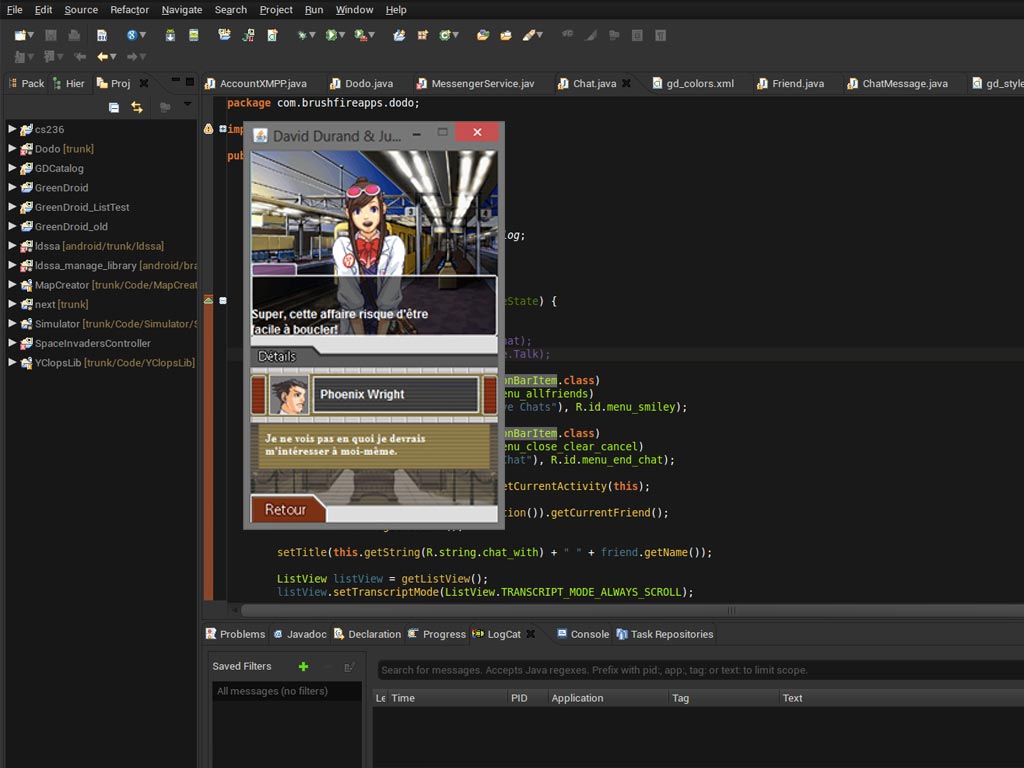 File Edit Source Refactor Navigate Search Project Run Window Help
Pack Hier Proj
AccountXMPP.java Dodo.java MessengerService.jav Chat.java gd_colors.xml Friend.java ChatMessage.java gd_style
cs236
Dodo [trunk]
GDCatalog
GreenDroid
GreenDroid_ListTest
GreenDroid_old
ldssa [android/trunk/ldssa]
ldssa_manage_library [android/bra
MapCreator [trunk/Code/MapCreat
next [trunk]
Simulator [trunk/Code/Simulator/S
SpaceInvadersController
YClopsLib [trunk/Code/YClopsLib]
package com.brushfireapps.dodo;
imp
pub
log;
eState) {
hat);
e.Talk);
onBarItem.class)
enu_allfriends)
ve Chats"), R.id.menu_smiley);
onBarItem.class)
enu_close_clear_cancel)
Chat"), R.id.menu_end_chat);
etCurrentActivity(this);
tion()).getCurrentFriend();
setTitle(this.getString(R.string.chat_with) + " " + friend.getName());
ListView listView = getListView();
listView.setTranscriptMode(ListView.TRANSCRIPT_MODE_ALWAYS_SCROLL);
David Durand & Ju...
Super, cette affaire risque d'être
facile à boucler!
Détails
Phoenix Wright
Je ne vois pas en quoi je devrais
m'intéresser à moi-même.
Retour
Problems Javadoc Declaration Progress LogCat Console Task Repositories
Saved Filters
All messages (no filters)
Search for messages. Accepts Java regexes. Prefix with pid:, app:, tag: or text: to limit scope.
Le Time PID Application Tag Text